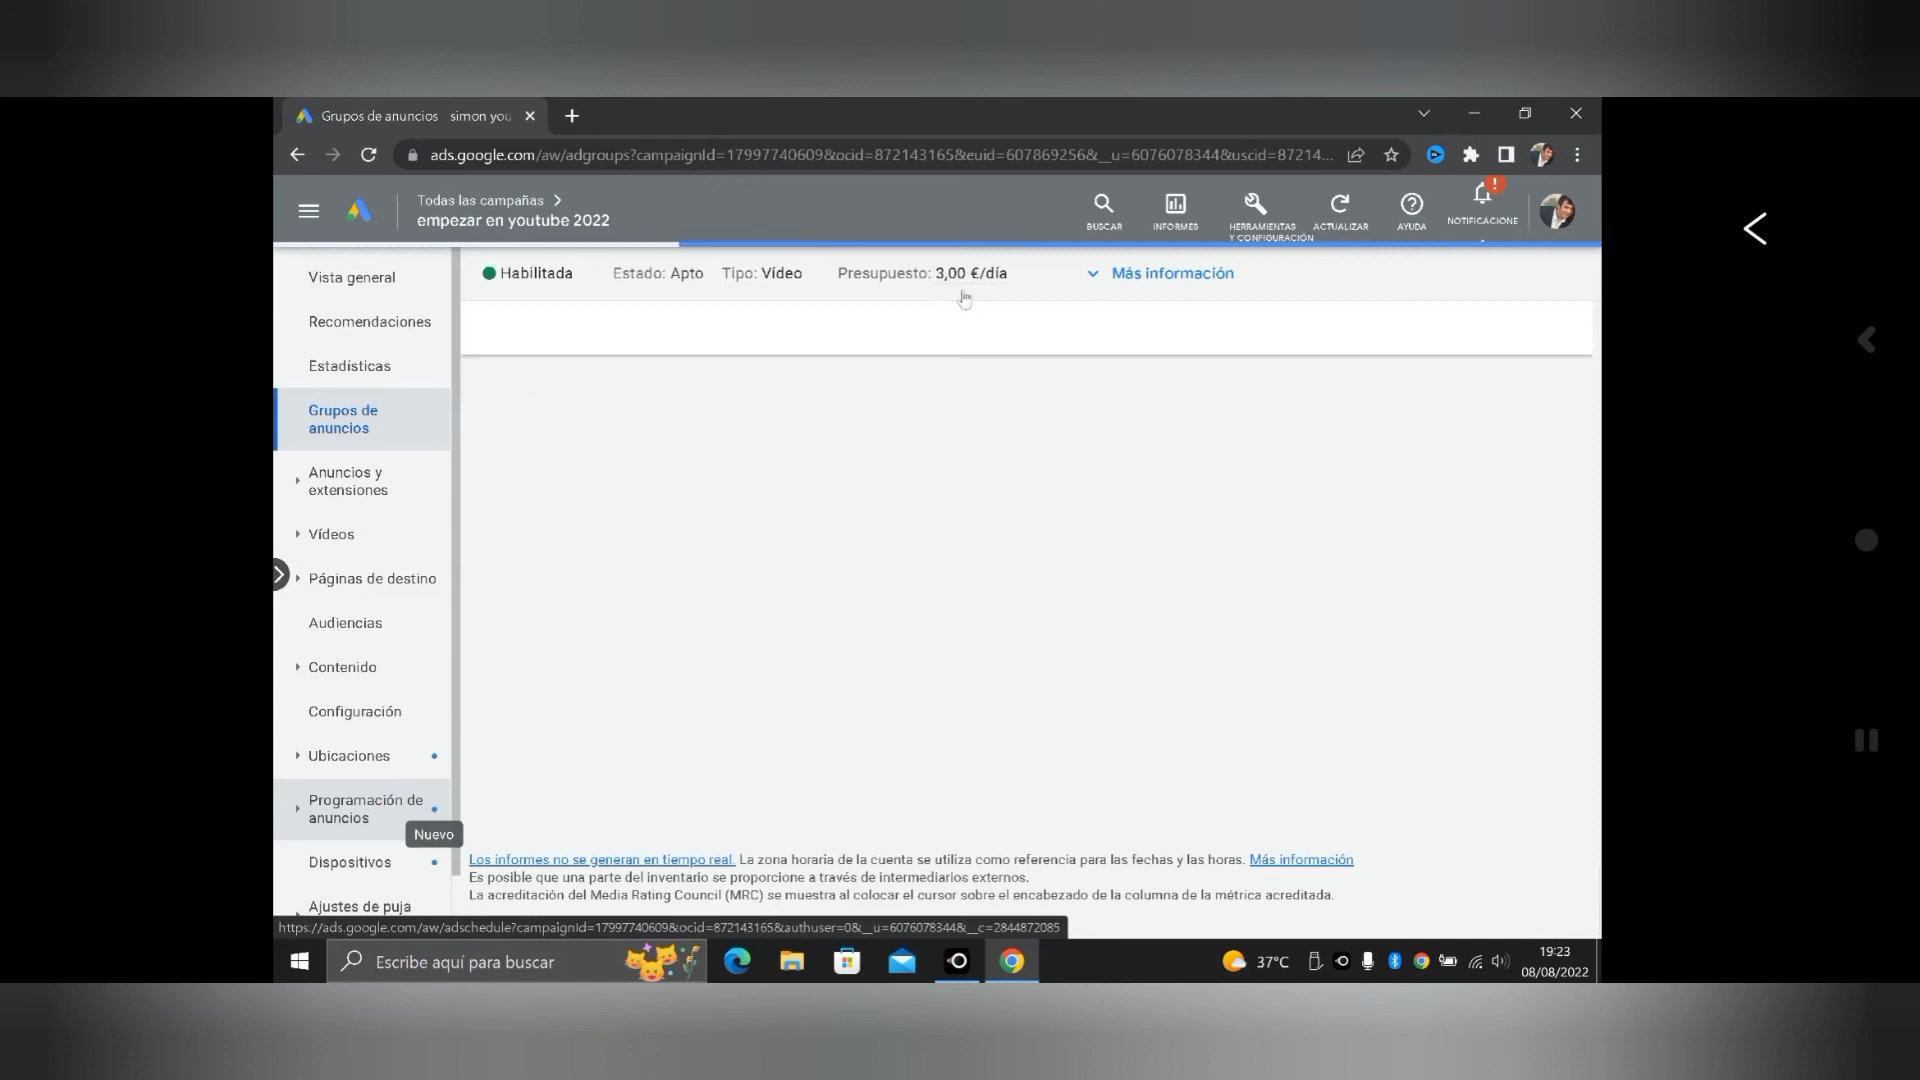 Grupos de anuncios simon you
ads.google.com/aw/adgroups?campaignId=17997740609&ocid=872143165&euid=607869256&__u=6076078344&uscid=87214...
Todas las campañas
empezar en youtube 2022
BUSCAR
INFORMES
HERRAMIENTAS
Y CONFIGURACIÓN
ACTUALIZAR
AYUDA
NOTIFICACIONE
!
Habilitada Estado: Apto Tipo: Vídeo Presupuesto: 3,00 €/día Más información
Vista general
Recomendaciones
Estadísticas
Grupos de
anuncios
Anuncios y
extensiones
Vídeos
Páginas de destino
Audiencias
Contenido
Configuración
Ubicaciones
Programación de
anuncios
Nuevo
Dispositivos
Ajustes de puja
Los informes no se generan en tiempo real. La zona horaria de la cuenta se utiliza como referencia para las fechas y las horas. Más información
Es posible que una parte del inventario se proporcione a través de intermediarios externos.
La acreditación del Media Rating Council (MRC) se muestra al colocar el cursor sobre el encabezado de la columna de la métrica acreditada.
https://ads.google.com/aw/adschedule?campaignId=17997740609&ocid=872143165&authuser=0&__u=6076078344&__c=2844872085
Escribe aquí para buscar
37°C
19:23
08/08/2022